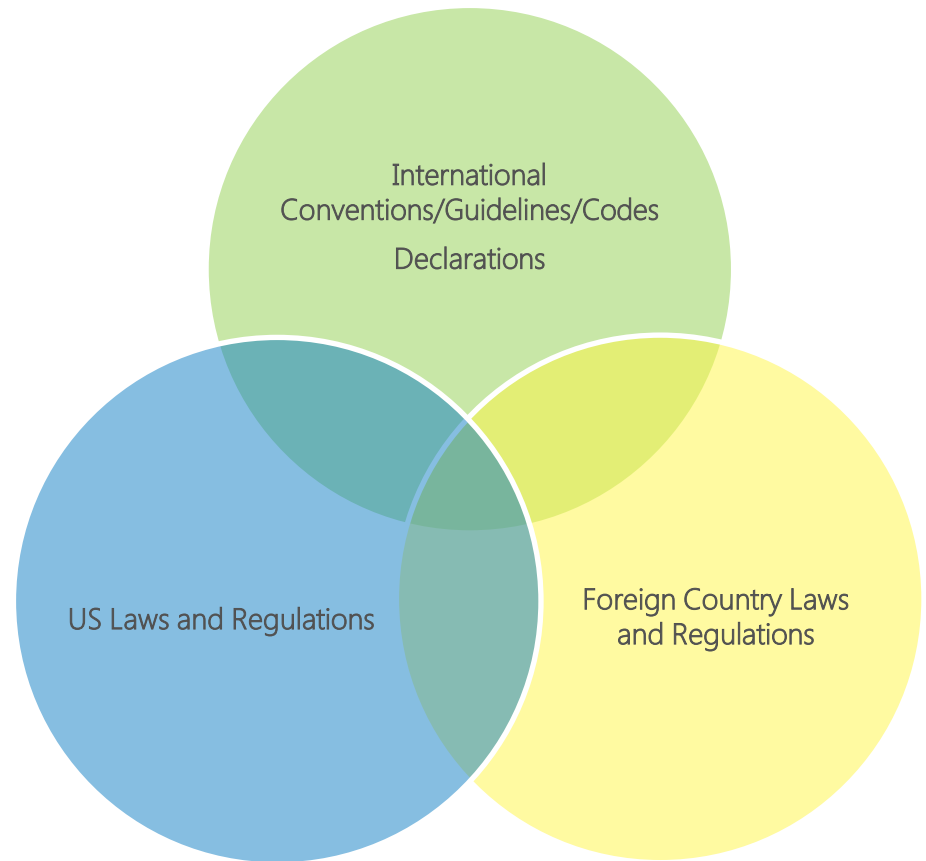 International
Conventions/Guidelines/Codes
Declarations
US Laws and Regulations
Foreign Country Laws
and Regulations